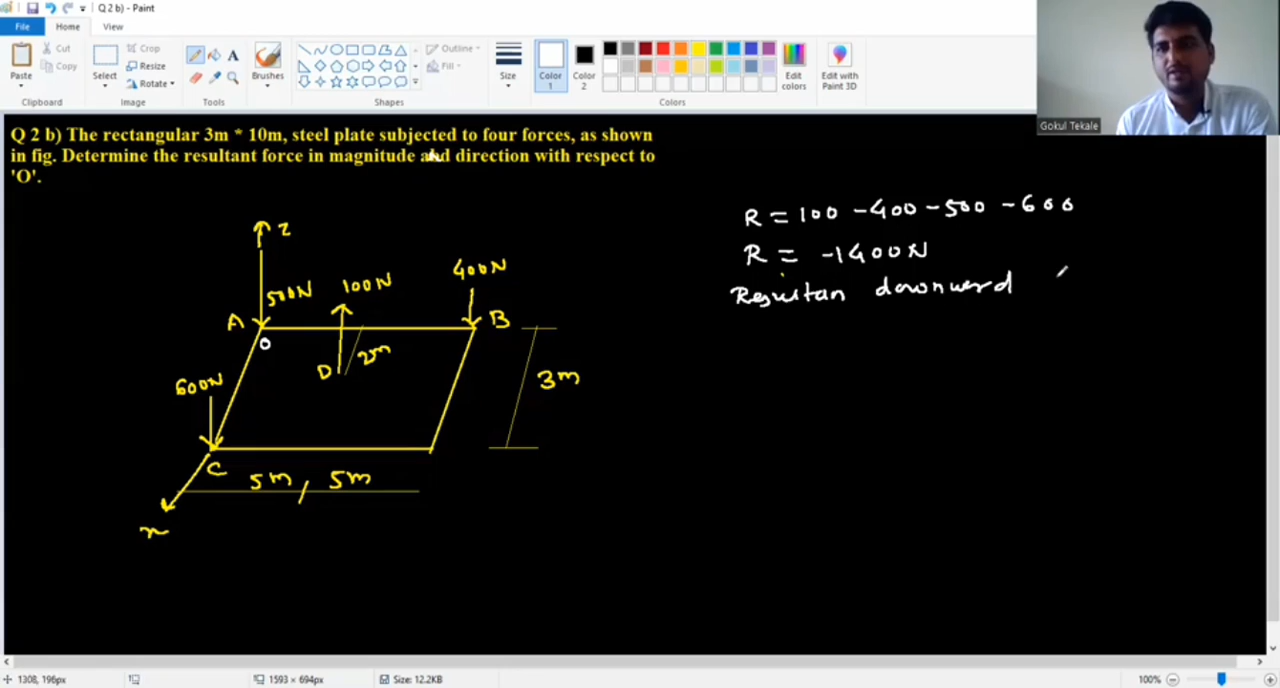 Q 2 b) - Paint
File Home View
Paste
Cut
Copy
Clipboard
Select
Crop
Resize
Rotate
Image
Tools
Brushes
Shapes
Outline
Fill
Size
Color 1
Color 2
Colors
Edit colors
Edit with Paint 3D
Gokul Tekale
Q 2 b) The rectangular 3m * 10m, steel plate subjected to four forces, as shown
in fig. Determine the resultant force in magnitude and direction with respect to
'O'.
z
500N
100N
400N
A
B
O
D
2m
600N
3m
C
5m, 5m
x
R = 100 - 400 - 500 - 600
R = -1400N
Resultan downward
1308, 196px
1593 × 694px
Size: 12.2KB
100%